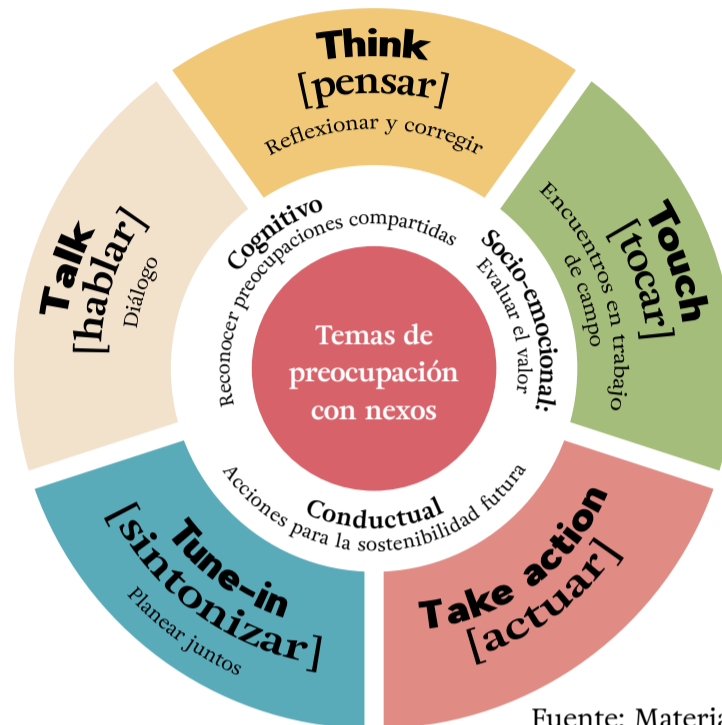 Think
[pensar]
Reflexionar y corregir
Touch
[tocar]
Encuentros en trabajo
de campo
Take action
[actuar]
Tune-in
[sintonizar]
Planear juntos
Talk
[hablar]
Diálogo
Cognitivo
Reconocer preocupaciones compartidas
Socio-emocional:
Evaluar el valor
Conductual
Acciones para la sostenibilidad futura
Temas de
preocupación
con nexos
Fuente: Materia